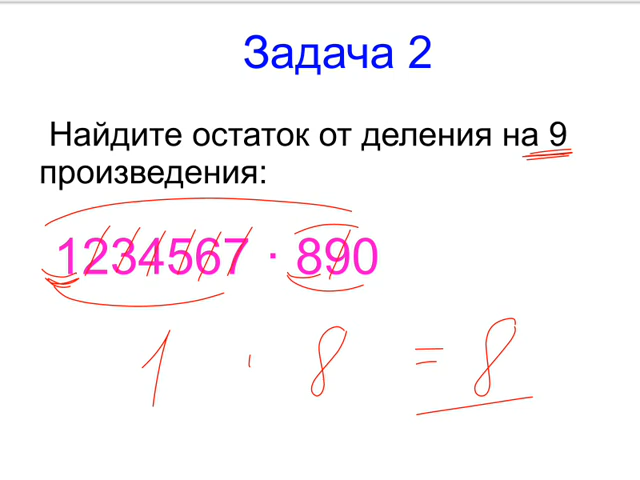 Задача 2
Найдите остаток от деления на 9
произведения:
1234567 · 890
1 · 8 = 8